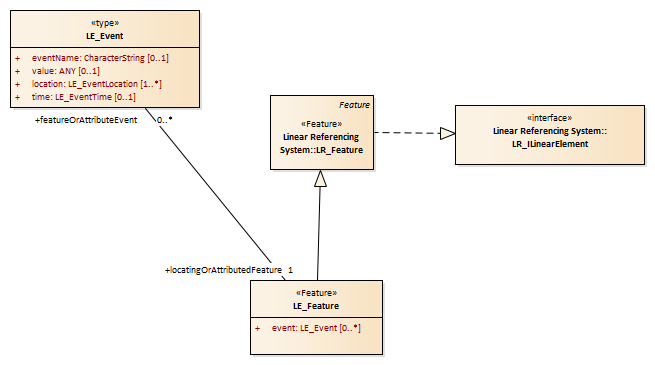 «type»
LE_Event
+ eventName: CharacterString [0..1]
+ value: ANY [0..1]
+ location: LE_EventLocation [1..*]
+ time: LE_EventTime [0..1]
+featureOrAttributeEvent 0..*
Feature
«Feature»
Linear Referencing
System::LR_Feature
«interface»
Linear Referencing System::
LR_ILinearElement
+locatingOrAttributedFeature 1
«Feature»
LE_Feature
+ event: LE_Event [0..*]